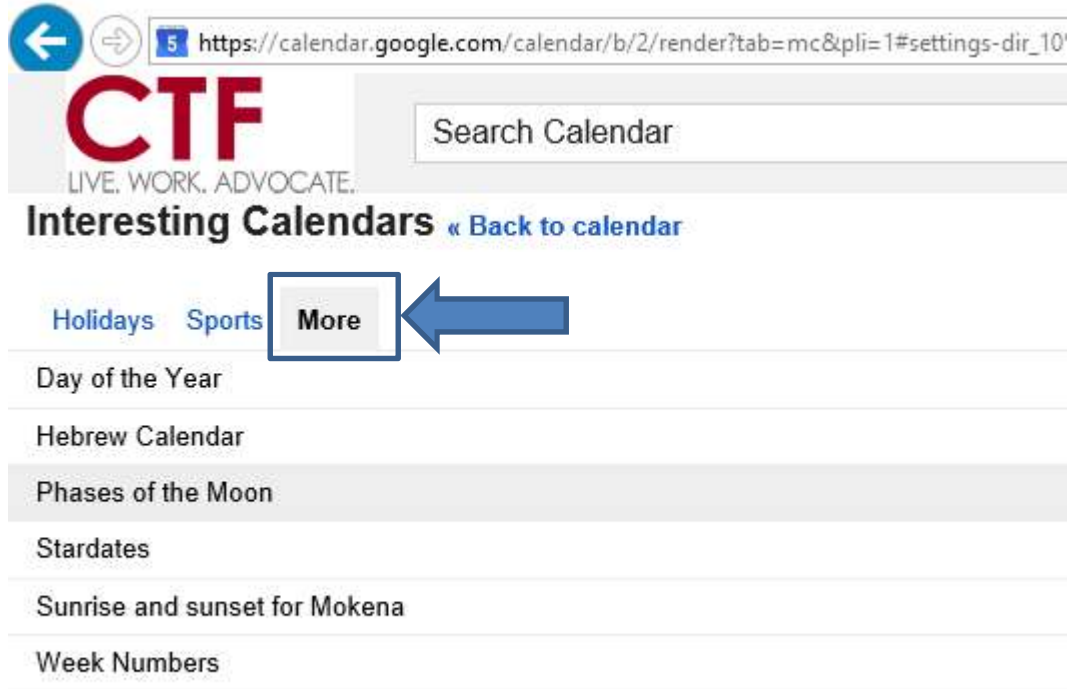 5 https://calendar.google.com/calendar/b/2/render?tab=mc&pli=1#settings-dir_10
CTF
LIVE. WORK. ADVOCATE.
Search Calendar
Interesting Calendars « Back to calendar
Holidays Sports More
Day of the Year
Hebrew Calendar
Phases of the Moon
Stardates
Sunrise and sunset for Mokena
Week Numbers